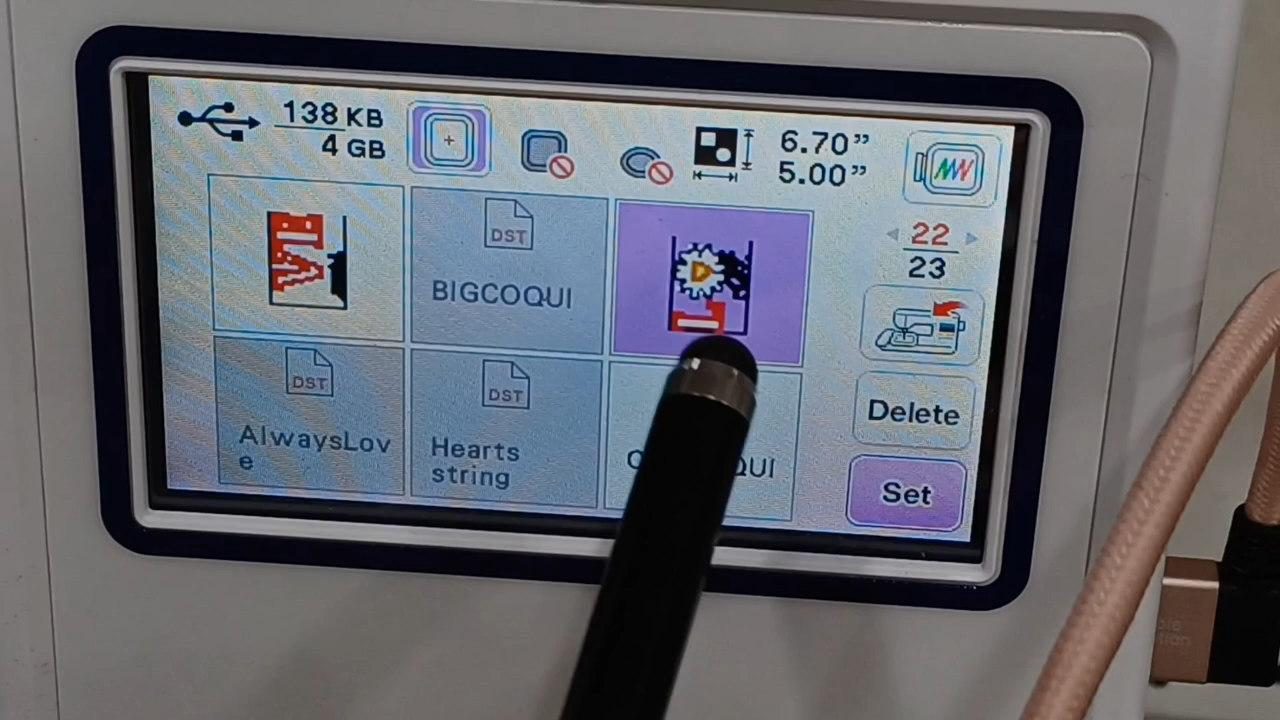 138 KB
4 GB
6.70”
5.00”
22
23
DST
BIGCOQUI
D
DST
AlwaysLov
e
DST
Hearts
string
Delete
Set